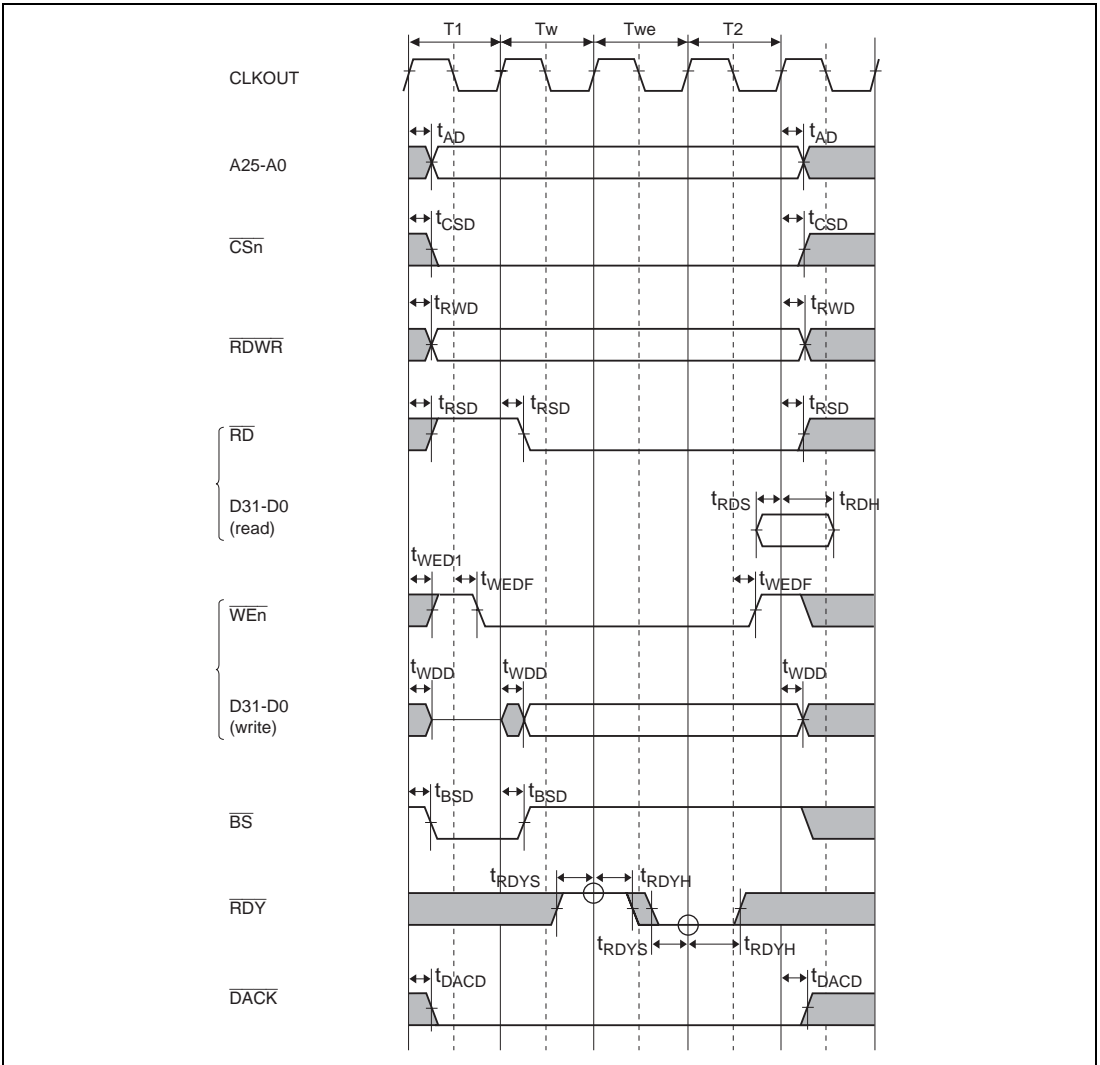 T1 Tw Twe T2
CLKOUT
tAD tAD
A25-A0
tCSD tCSD
CSn
tRWD tRWD
RDWR
tRSD tRSD tRSD
RD
tRDS tRDH
D31-D0
(read)
tWED1 tWEDF tWEDF
WEn
tWDD tWDD tWDD
D31-D0
(write)
tBSD tBSD
BS
tRDYS tRDYH
RDY
tRDYS tRDYH
tDACD tDACD
DACK